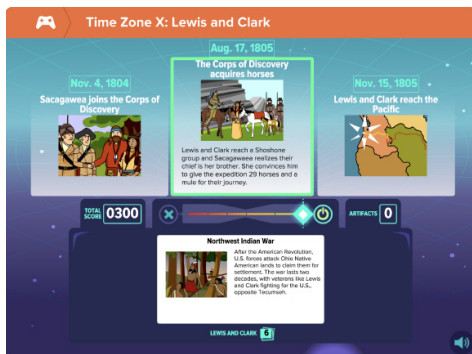 Time Zone X: Lewis and Clark
Aug. 17, 1805
The Corps of Discovery
acquires horses
Nov. 4, 1804
Sacagawea joins the Corps of
Discovery
Nov. 15, 1805
Lewis and Clark reach the
Pacific
Lewis and Clark reach a Shoshone
group and Sacagawea realizes their
chief is her brother. She convinces him
to give the expedition 29 horses and a
mule for their journey.
TOTAL
SCORE
0300
ARTIFACTS
0
Northwest Indian War
After the American Revolution,
U.S. forces attack Ohio Native
American lands to claim them for
settlement. The war lasts two
decades, with veterans like Lewis
and Clark fighting for the U.S.,
opposite Tecumseh.
LEWIS AND CLARK
6